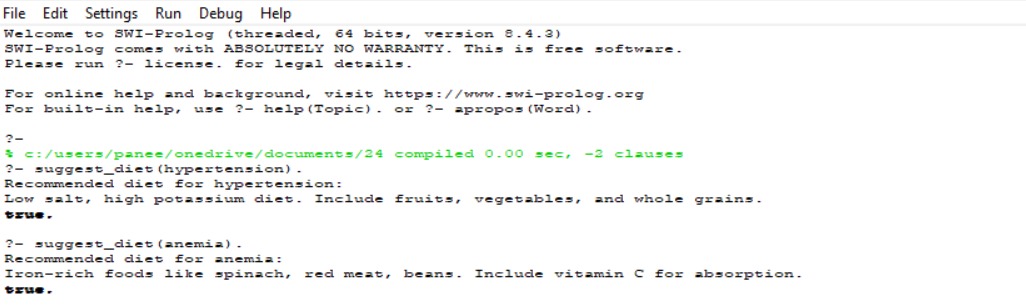 File Edit Settings Run Debug Help
Welcome to SWI-Prolog (threaded, 64 bits, version 8.4.3)
SWI-Prolog comes with ABSOLUTELY NO WARRANTY. This is free software.
Please run ?- license. for legal details.
For online help and background, visit https://www.swi-prolog.org
For built-in help, use ?- help(Topic). or ?- apropos(Word).
?-
% c:/users/panee/onedrive/documents/24 compiled 0.00 sec, -2 clauses
?- suggest_diet(hypertension).
Recommended diet for hypertension:
Low salt, high potassium diet. Include fruits, vegetables, and whole grains.
true.
?- suggest_diet(anemia).
Recommended diet for anemia:
Iron-rich foods like spinach, red meat, beans. Include vitamin C for absorption.
true.